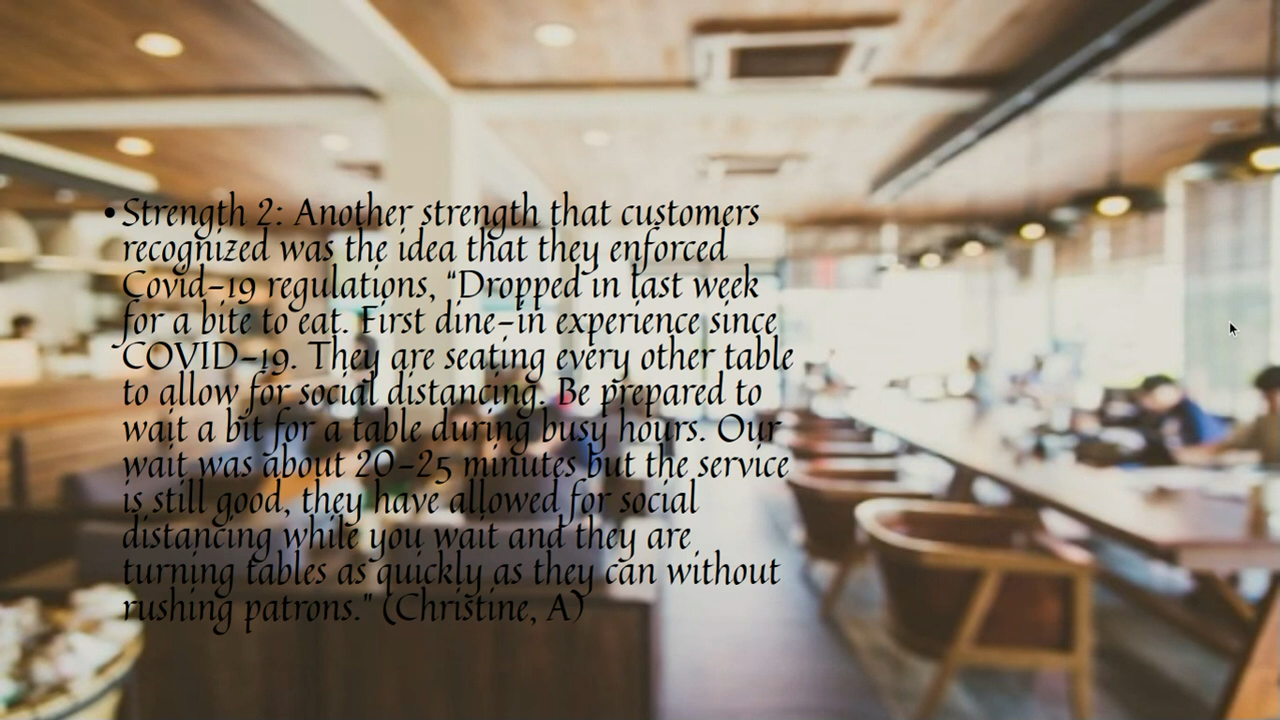 •Strength 2: Another strength that customers
recognized was the idea that they enforced
Covid-19 regulations, "Dropped in last week
for a bite to eat. First dine-in experience since
COVID-19. They are seating every other table
to allow for social distancing. Be prepared to
wait a bit for a table during busy hours. Our
wait was about 20-25 minutes but the service
is still good, they have allowed for social
distancing while you wait and they are
turning tables as quickly as they can without
rushing patrons." (Christine, A)